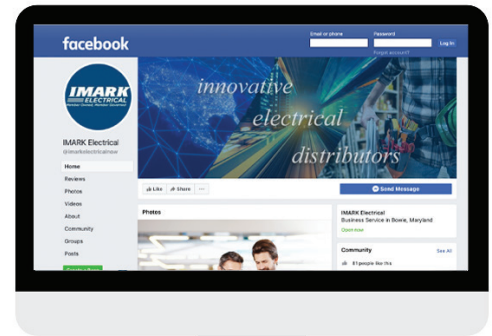 facebook
Email or phone
Password
Log In
Forgot account?
innovative
electrical
distributors
IMARK
ELECTRICAL
IMARK Electrical
@imarkelectricalnow
Home
Reviews
Photos
Videos
About
Community
Groups
Posts
Like
Share
Send Message
Photos
IMARK Electrical
Business Service in Bowie, Maryland
Open now
Community
See All
81 people like this